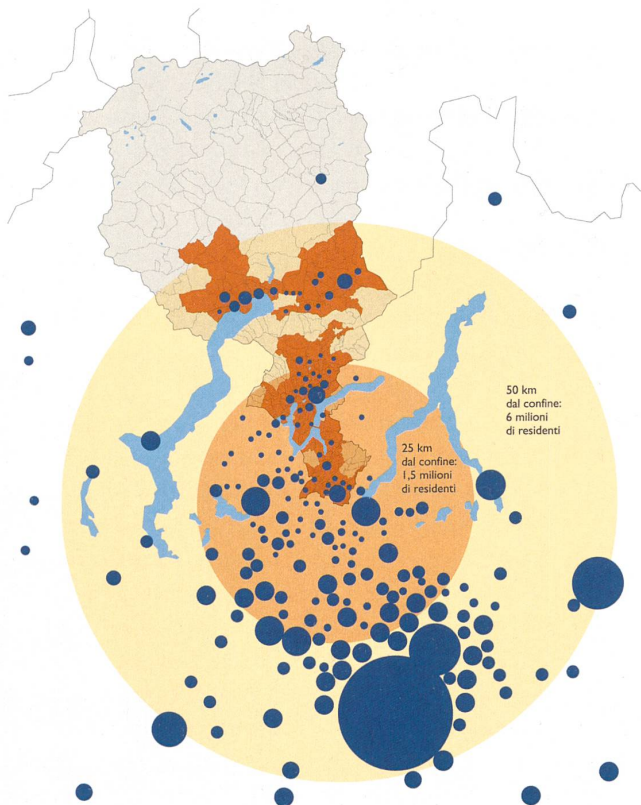 50 km
dal confine:
6 milioni
di residenti
25 km
dal confine:
1,5 milioni
di residenti